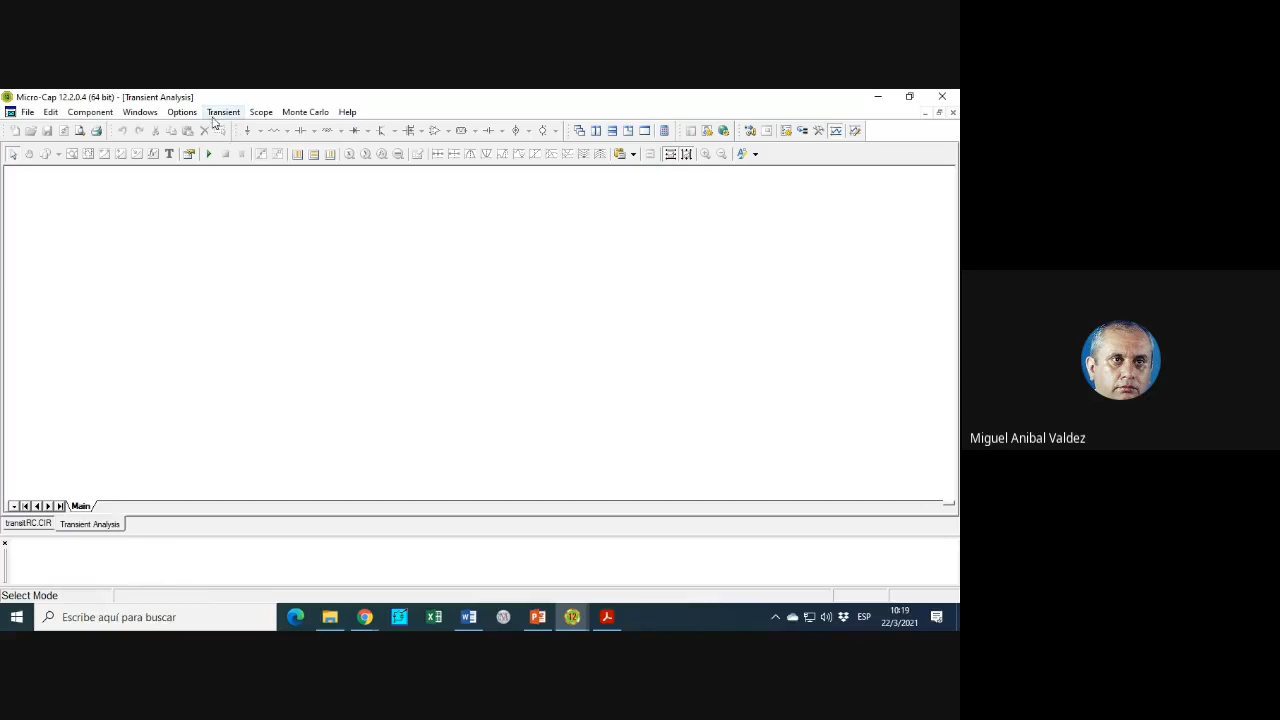 Micro-Cap 12.2.0.4 (64 bit) - [Transient Analysis]
File Edit Component Windows Options Transient Scope Monte Carlo Help
Main
transitRC.CIR Transient Analysis
Select Mode
Escribe aquí para buscar
ESP
10:19
22/3/2021
Miguel Anibal Valdez